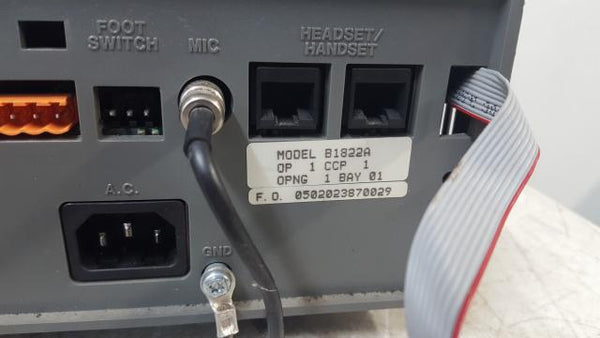 FOOT
SWITCH
MIC
HEADSET/
HANDSET
MODEL B1822A
OP 1 CCP 1
OPNG 1 BAY 01
F.O. 0502023870029
A.C.
GND